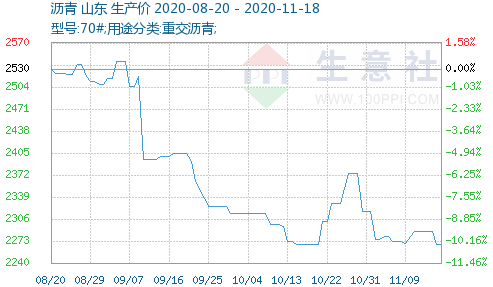 沥青 山东 生产价 2020-08-20 - 2020-11-18
型号:70#;用途分类:重交沥青;
2570 1.58%
2530 0.00%
2504 -1.03%
2471 -2.33%
2438 -3.64%
2405 -4.94%
2372 -6.25%
2339 -7.55%
2306 -8.85%
2273 -10.16%
2240 -11.46%
08/20 08/29 09/07 09/16 09/25 10/04 10/13 10/22 10/31 11/09
生意社
WWW.100PPI.COM